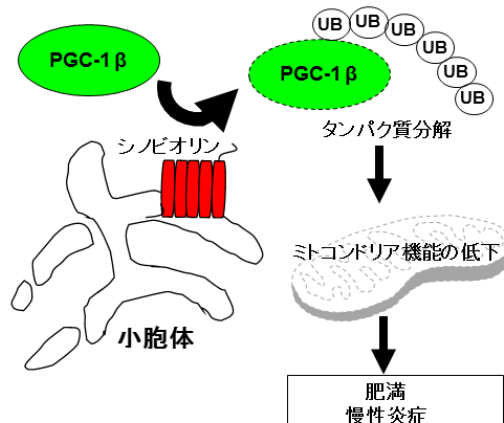 PGC-1β
PGC-1β
UB
UB
UB
UB
UB
UB
タンパク質分解
シノビオリン
ミトコンドリア機能の低下
小胞体
肥満
慢性炎症